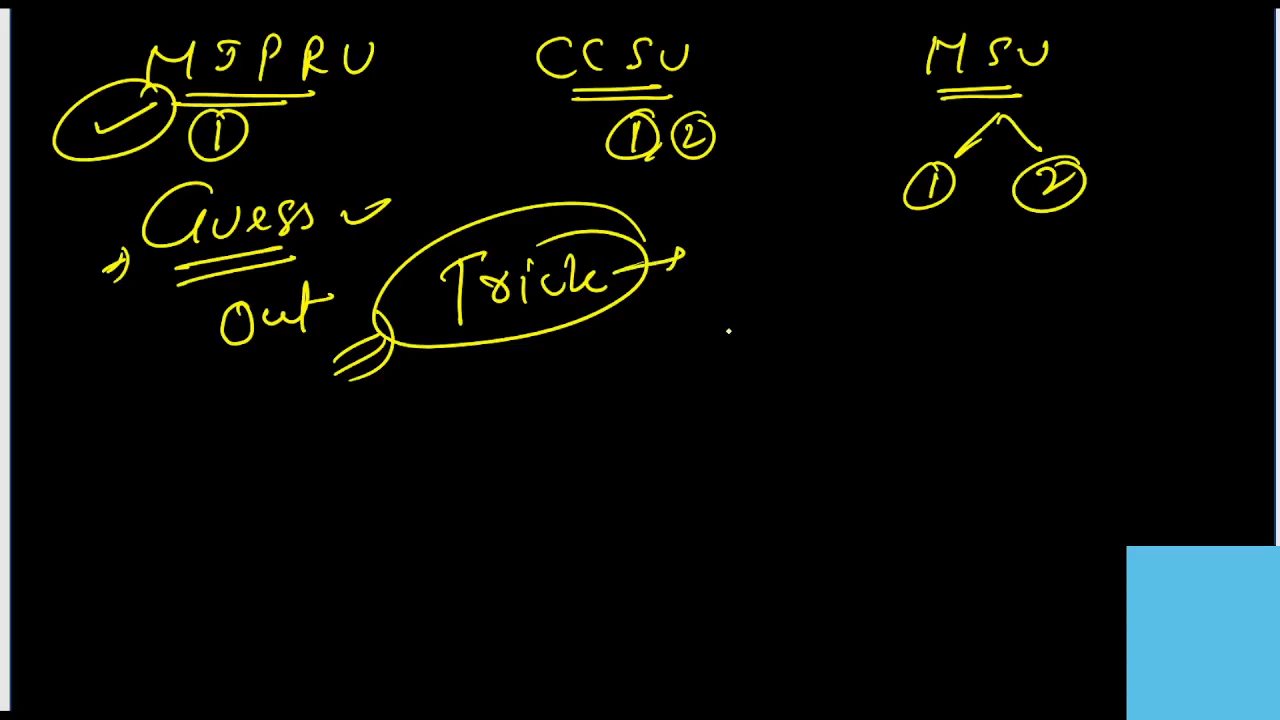 MJPRU CCSU MSU
① ① ②
① ②
Guess
Trick
Out